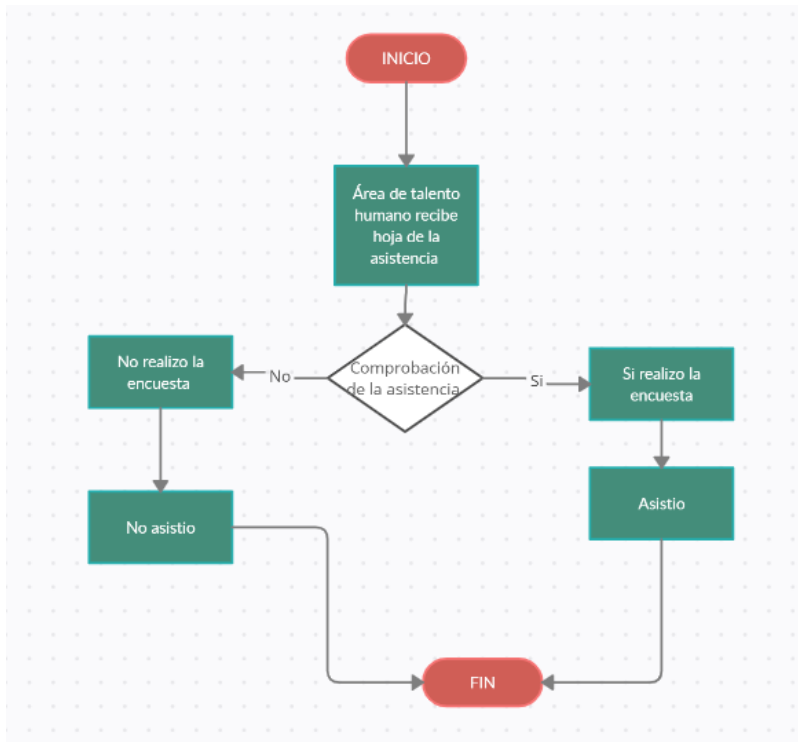 INICIO
Área de talento
humano recibe
hoja de la
asistencia
Comprobación
de la asistencia
No
Si
No realizo la
encuesta
Si realizo la
encuesta
No asistio
Asistio
FIN